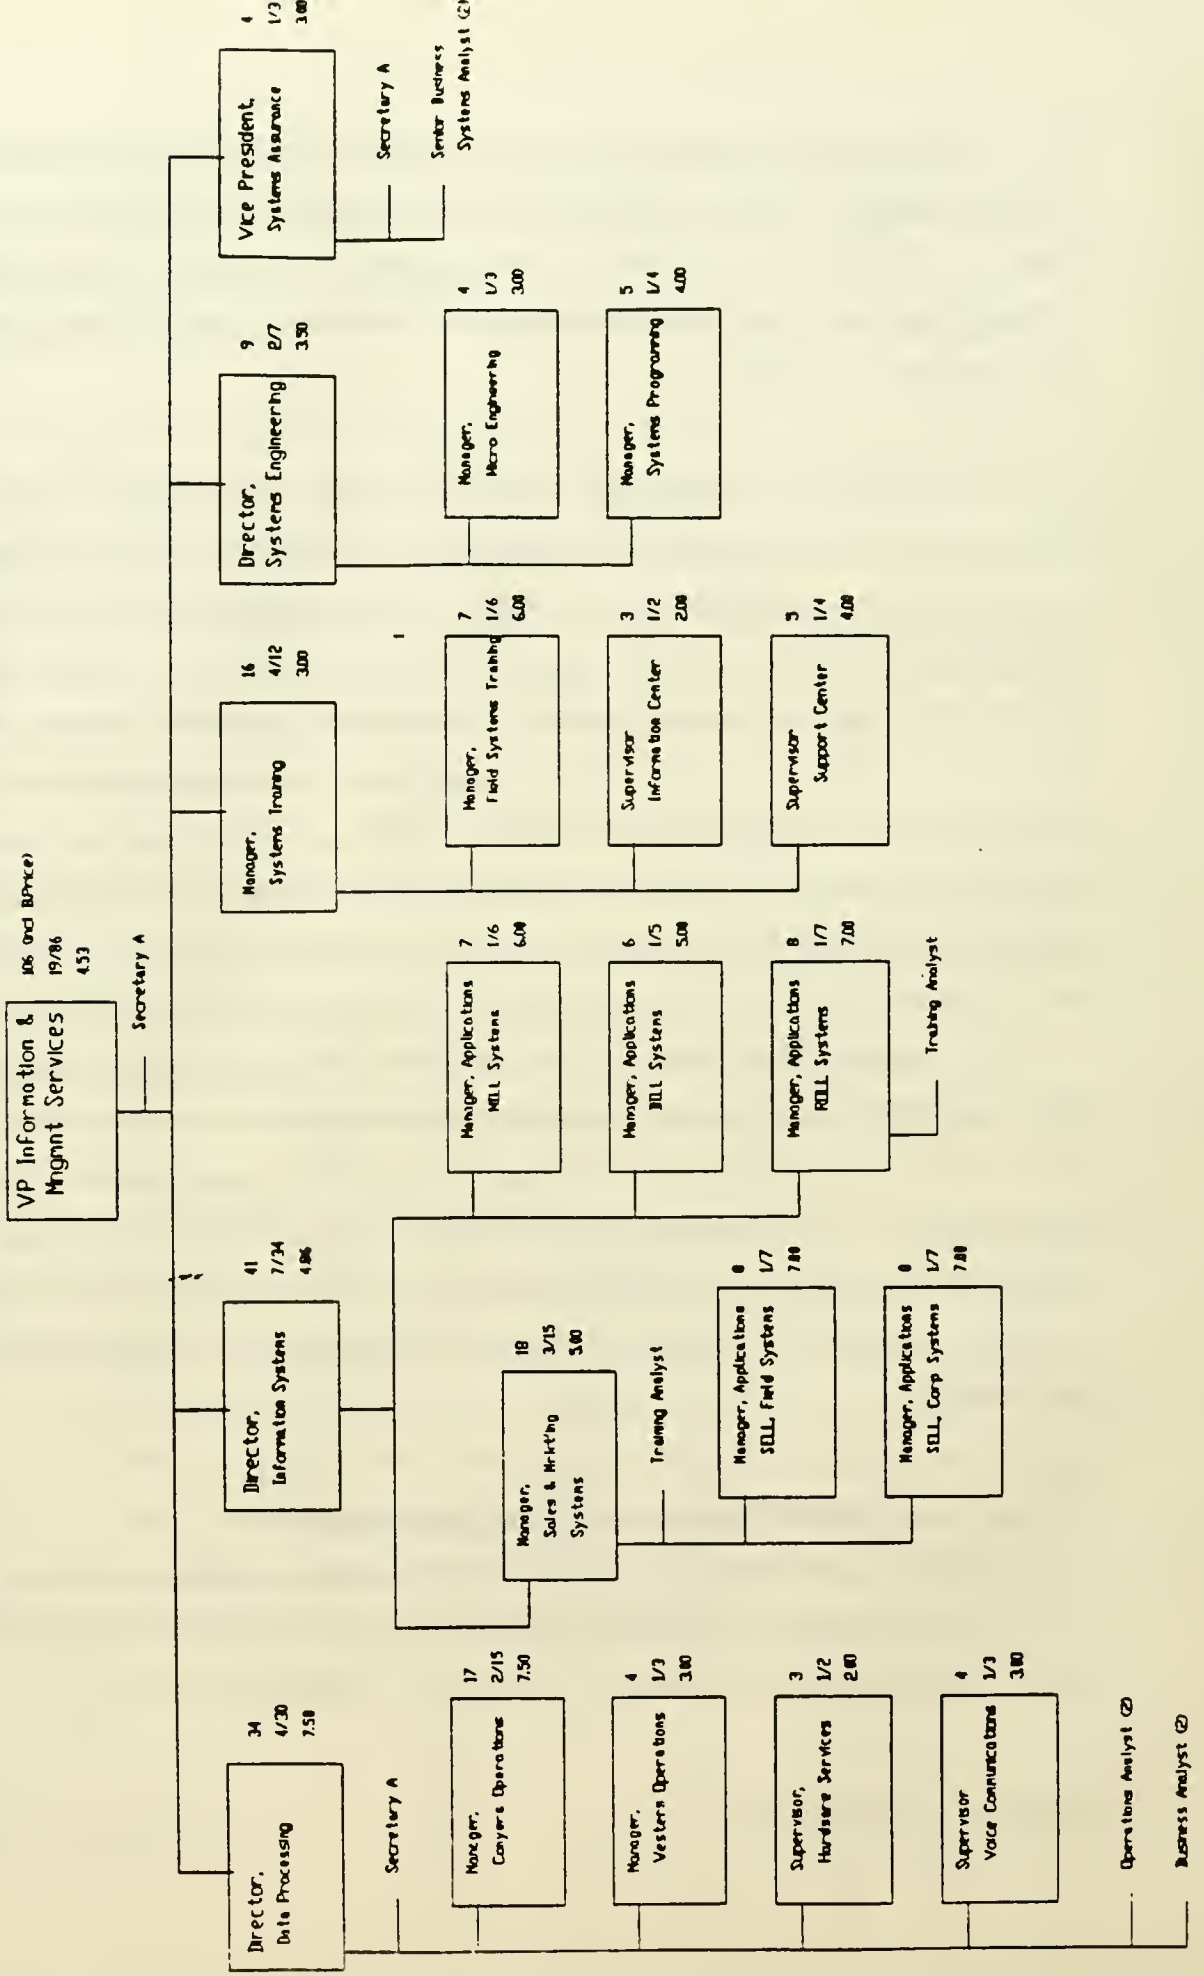 VP Information &
Mngmnt Services
106 (incl B.Price)
19/86
4.53
Secretary A
Director,
Data Processing
34
4/30
7.50
Secretary A
Manager,
Conyers Operations
17
2/15
7.50
Manager,
Western Operations
4
1/3
3.00
Supervisor,
Hardware Services
3
1/2
2.00
Supervisor
Voice Communications
4
1/3
3.00
Operations Analyst (2)
Business Analyst (2)
Director,
Information Systems
41
7/34
4.86
Manager,
Sales & Mrkt'ing
Systems
18
3/15
5.00
Training Analyst
Manager, Applications
SELL, Field Systems
8
1/7
7.00
Manager, Applications
SELL, Corp Systems
8
1/7
7.00
Manager, Applications
Systems
7
1/6
6.00
Manager, Applications
Systems
6
1/5
5.00
Manager, Applications
Systems
8
1/7
7.00
Training Analyst
Manager,
Systems Training
16
4/12
3.00
Manager,
Field Systems Training
7
1/6
6.00
Supervisor
Information Center
3
1/2
2.00
Supervisor
Support Center
5
1/4
4.00
Director,
Systems Engineering
9
2/7
3.50
Manager,
Micro Engineering
4
1/3
3.00
Manager,
Systems Programming
5
1/4
4.00
Vice President,
Systems Assurance
4
1/3
3.00
Secretary A
Senior Business
Systems Analyst (2)